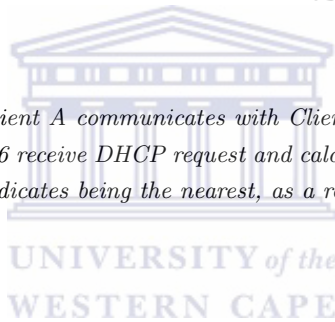 ient A communicates with Clien
6 receive DHCP request and calc
dicates being the nearest, as a r
UNIVERSITY of the
WESTERN CAPE